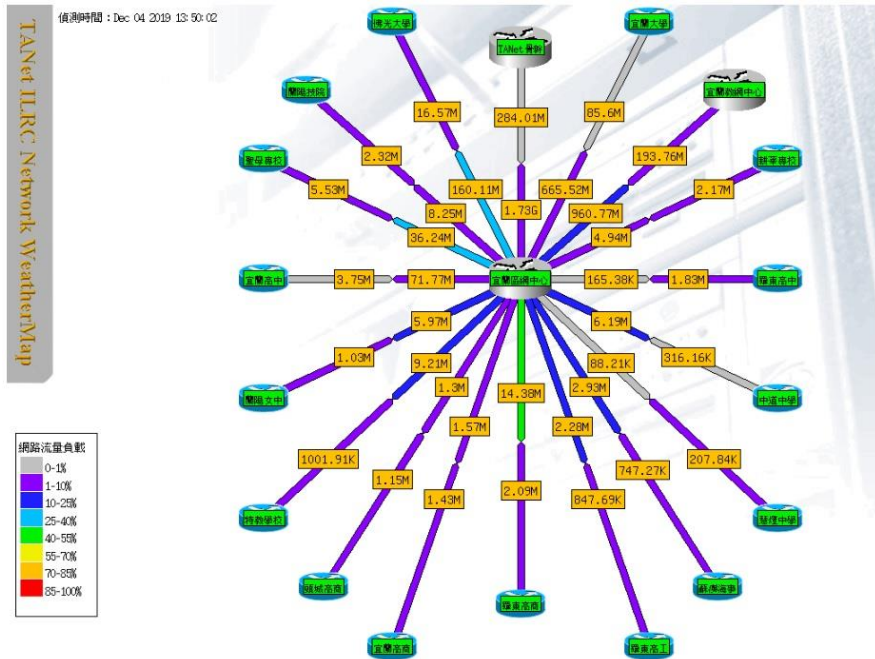 TANet ILRC Network WeatherMap
偵測時間：Dec 04 2019 13:50:02
佛光大學
TANet 骨幹
宜蘭大學
蘭陽技院
宜蘭教網中心
聖母專校
耕莘專校
16.57M
284.01M
85.6M
2.32M
193.76M
5.53M
2.17M
160.11M
665.52M
8.25M
1.73G
960.77M
36.24M
4.94M
宜蘭高中
3.75M
71.77M
宜蘭區網中心
165.38K
1.83M
羅東高中
5.97M
6.19M
1.03M
9.21M
88.21K
316.16K
1.3M
14.38M
2.93M
蘭陽女中
中道中學
1.57M
2.28M
1001.91K
207.84K
1.15M
747.27K
1.43M
2.09M
847.69K
特教學校
慧燈中學
頭城高商
蘇澳海事
羅東高商
宜蘭高商
羅東高工
網路流量負載
0-1%
1-10%
10-25%
25-40%
40-55%
55-70%
70-85%
85-100%